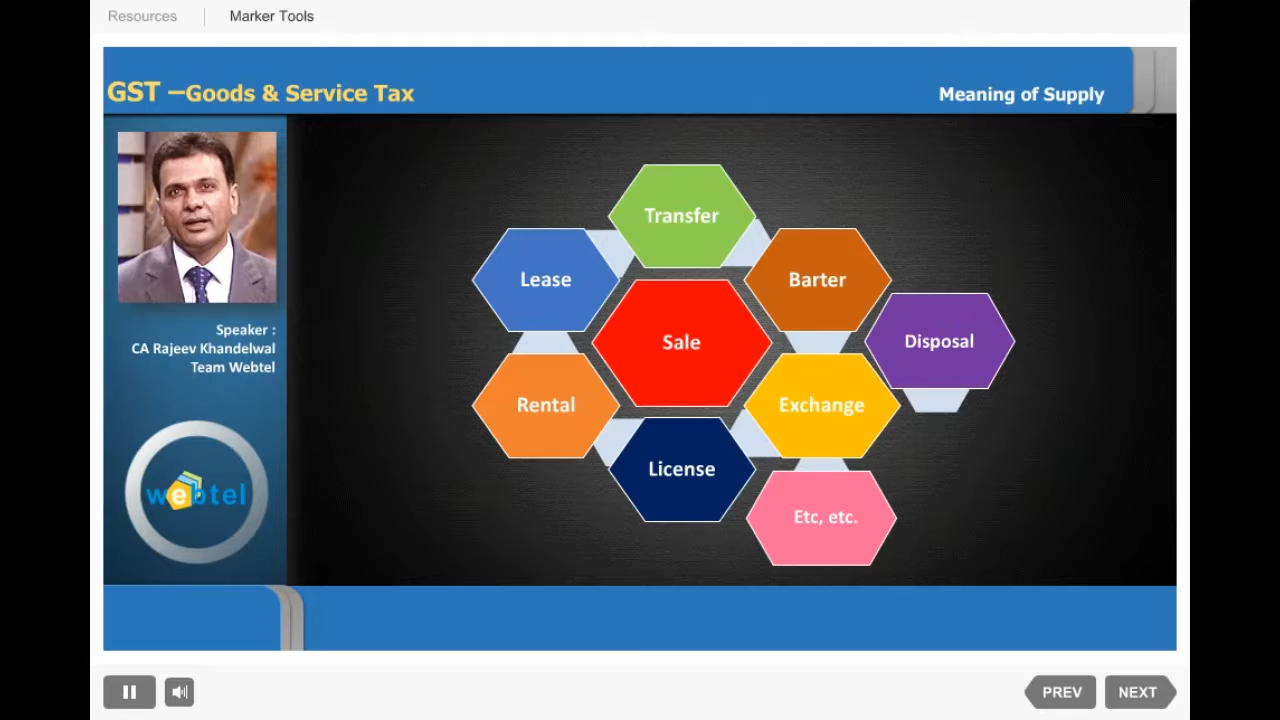 Resources
Marker Tools
GST –Goods & Service Tax
Meaning of Supply
Speaker :
CA Rajeev Khandelwal
Team Webtel
webtel
Transfer
Lease
Barter
Sale
Disposal
Rental
Exchange
License
Etc, etc.
PREV
NEXT